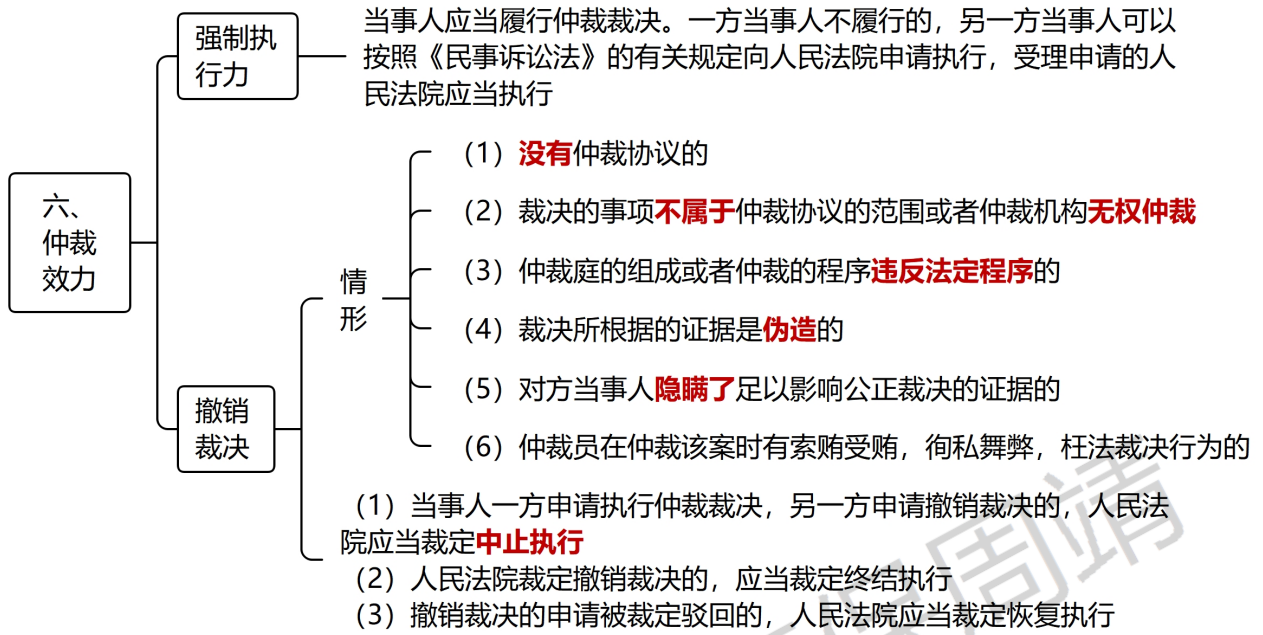 六、
仲裁
效力
强制执
行力
当事人应当履行仲裁裁决。一方当事人不履行的，另一方当事人可以
按照《民事诉讼法》的有关规定向人民法院申请执行，受理申请的人
民法院应当执行
撤销
裁决
情
形
（1）没有仲裁协议的
（2）裁决的事项不属于仲裁协议的范围或者仲裁机构无权仲裁
（3）仲裁庭的组成或者仲裁的程序违反法定程序的
（4）裁决所根据的证据是伪造的
（5）对方当事人隐瞒了足以影响公正裁决的证据的
（6）仲裁员在仲裁该案时有索贿受贿，徇私舞弊，枉法裁决行为的
（1）当事人一方申请执行仲裁裁决，另一方申请撤销裁决的，人民法
院应当裁定中止执行
（2）人民法院裁定撤销裁决的，应当裁定终结执行
（3）撤销裁决的申请被裁定驳回的，人民法院应当裁定恢复执行
保周靖